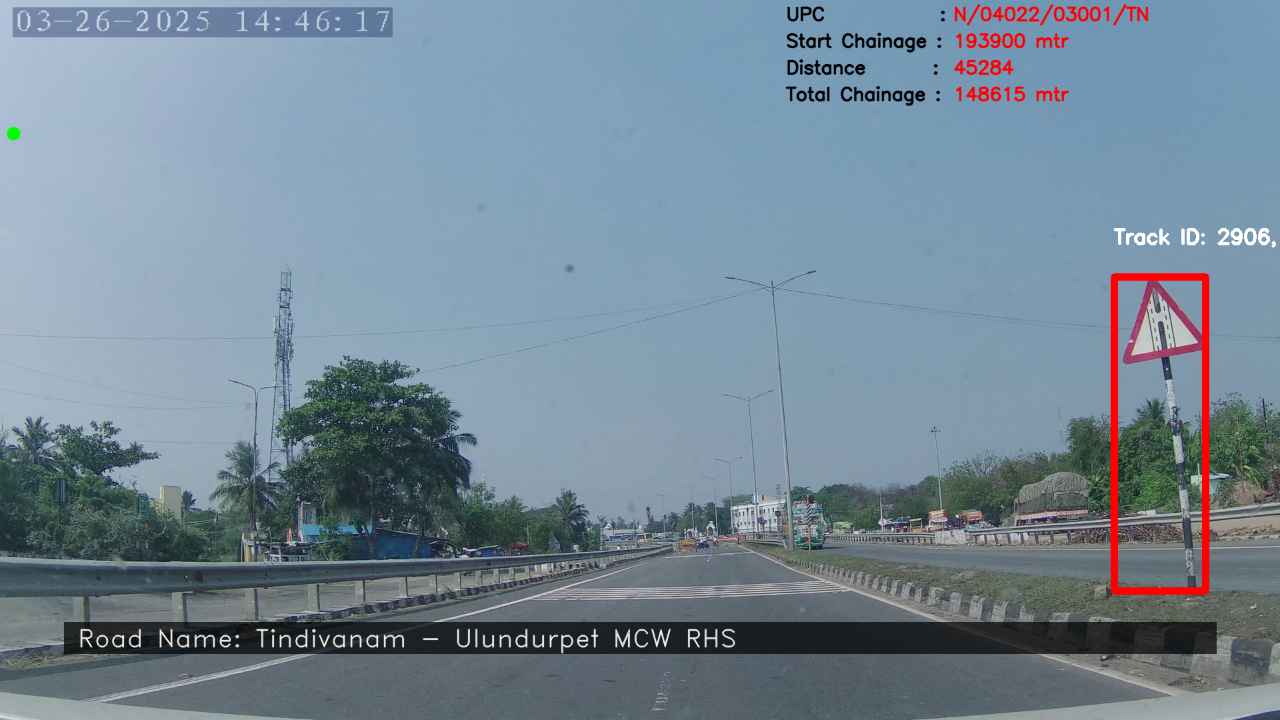 03-26-2025 14:46:17
UPC : N/04022/03001/TN
Start Chainage : 193900 mtr
Distance : 45284
Total Chainage : 148615 mtr
Track ID: 2906,
Road Name: Tindivanam - Ulundurpet MCW RHS